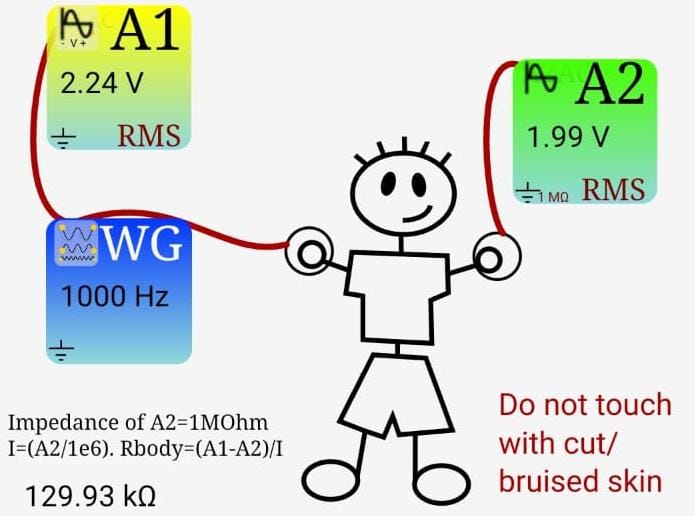 A1
- V+
2.24 V
RMS
A2
1.99 V
1 MΩ RMS
WG
1000 Hz
Impedance of A2=1MOhm
I=(A2/1e6). Rbody=(A1-A2)/I
129.93 kΩ
Do not touch
with cut/
bruised skin